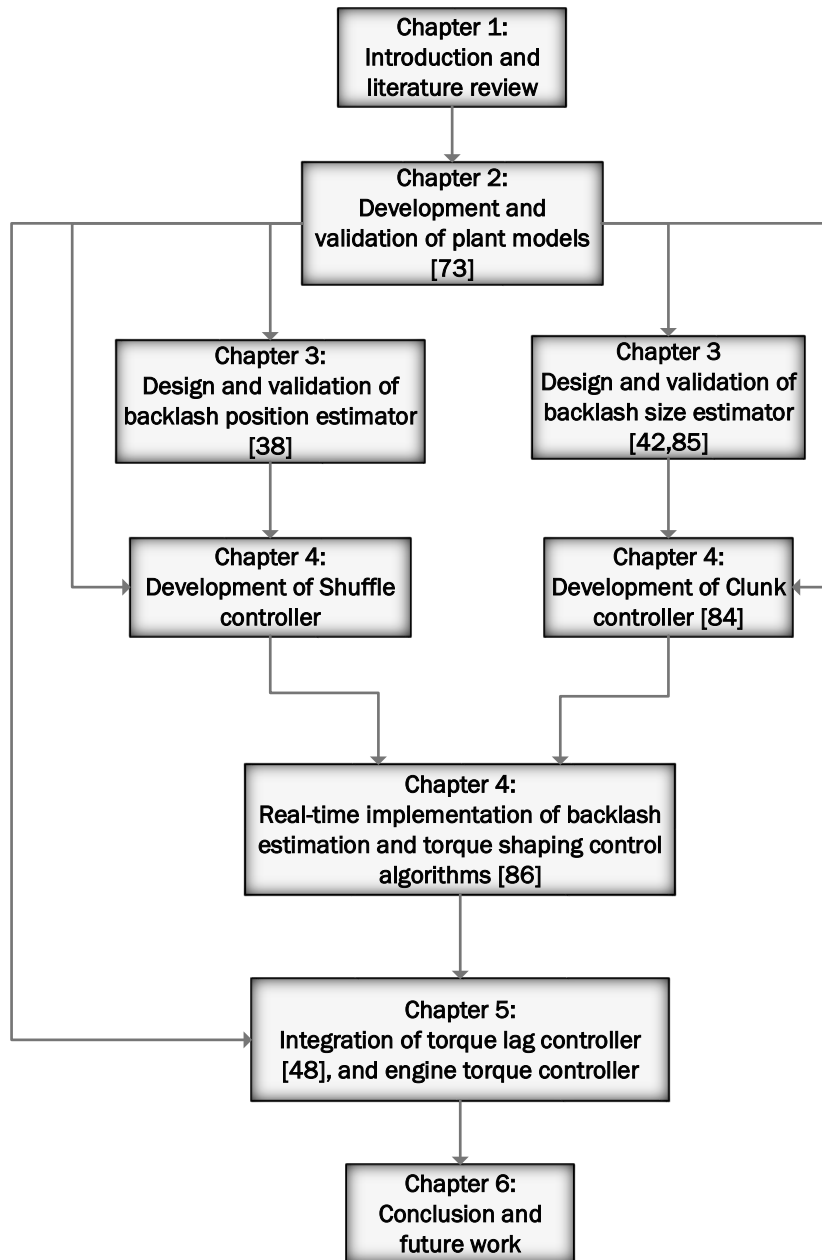 Chapter 1:
Introduction and
literature review
Chapter 2:
Development and
validation of plant models
[73]
Chapter 3:
Design and validation of
backlash position estimator
[38]
Chapter 3
Design and validation of
backlash size estimator
[42,85]
Chapter 4:
Development of Shuffle
controller
Chapter 4:
Development of Clunk
controller [84]
Chapter 4:
Real-time implementation of backlash
estimation and torque shaping control
algorithms [86]
Chapter 5:
Integration of torque lag controller
[48], and engine torque controller
Chapter 6:
Conclusion and
future work